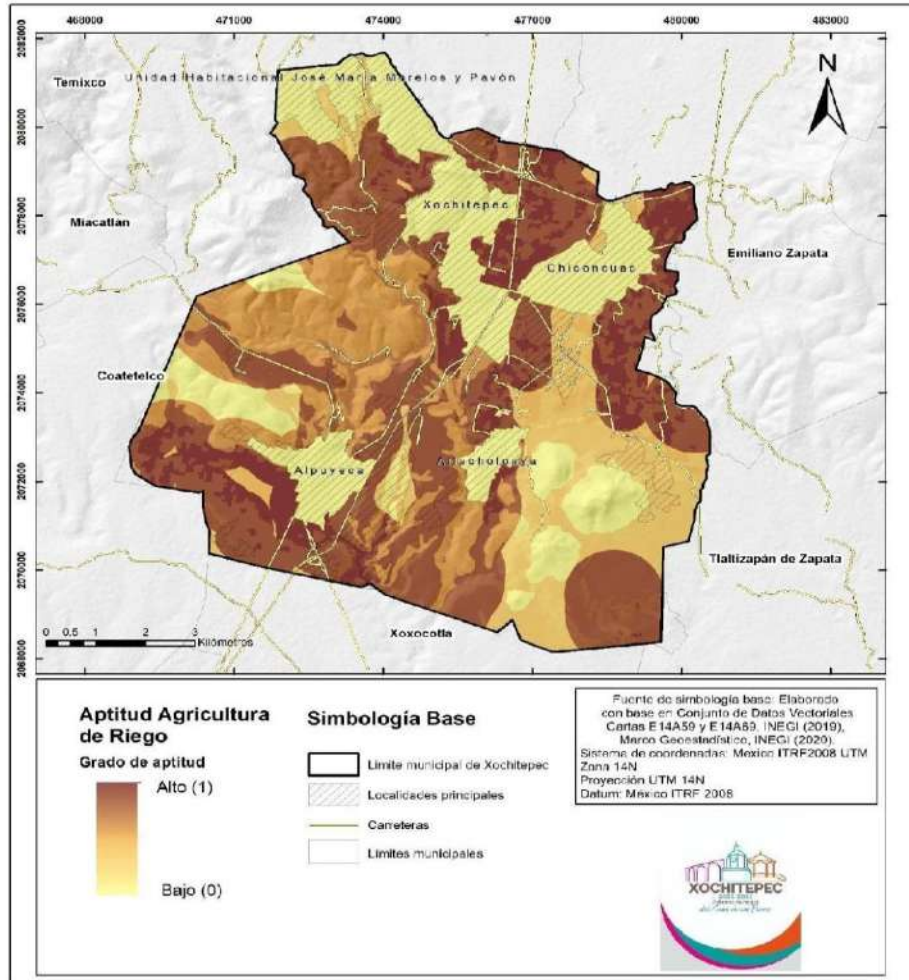 468000 471000 474000 477000 480000 483000
2082000
2080000
2078000
2076000
2074000
2072000
2070000
2068000
N
Temixco
Unidad Habitacional José María Morelos y Pavón
Xochitepec
Miacatlán
Chiconcuac
Emiliano Zapata
Coatetelco
Alpuyeca
Atlacholoaya
Tlaltizapán de Zapata
Xoxocotla
0 0.5 1 2 3
Kilómetros
Aptitud Agricultura
de Riego
Grado de aptitud
Alto (1)
Bajo (0)
Simbología Base
Límite municipal de Xochitepec
Localidades principales
Carreteras
Límites municipales
Fuente de simbología base: Elaborado
con base en Conjunto de Datos Vectoriales
Cartas E14A59 y E14A69, INEGI (2019),
Marco Geoestadístico, INEGI (2020).
Sistema de coordenadas: Mexico ITRF2008 UTM
Zona 14N
Proyección UTM 14N
Datum: México ITRF 2008
XOCHITEPEC